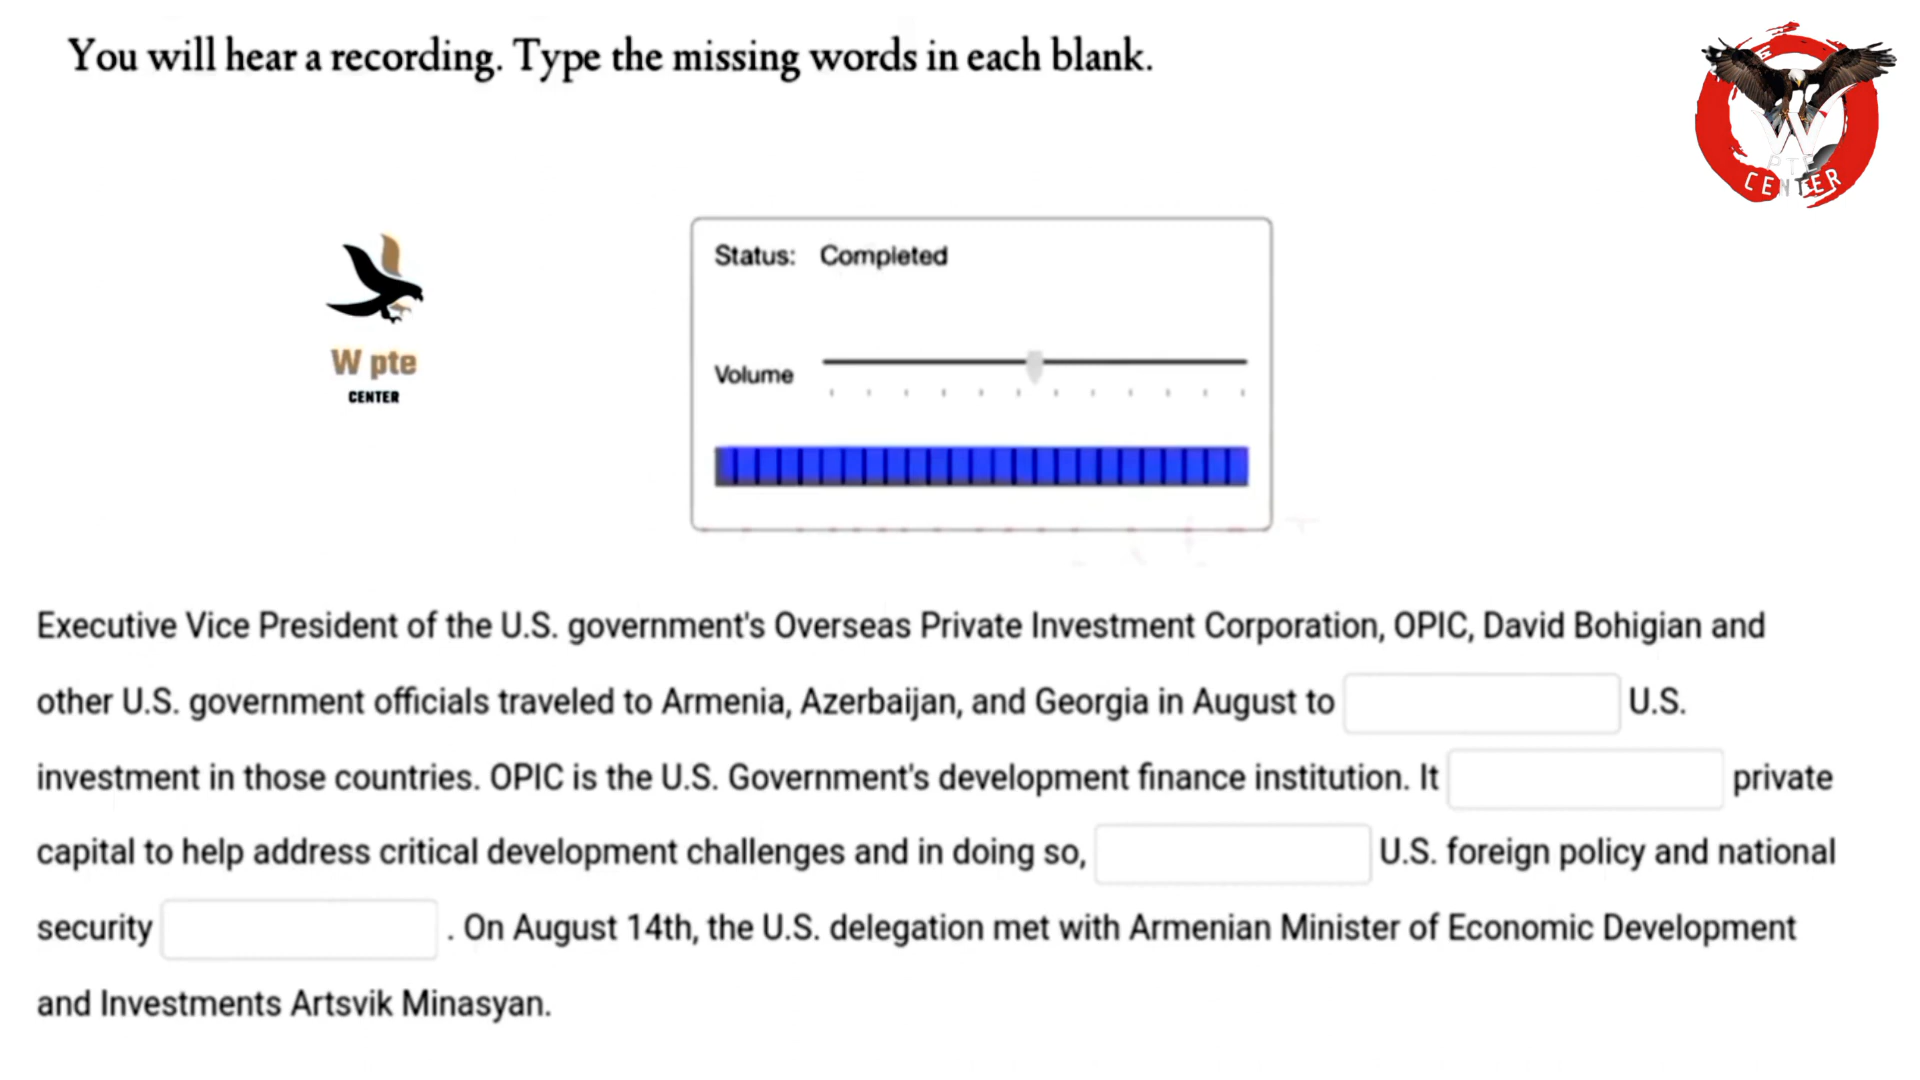 You will hear a recording. Type the missing words in each blank.
W
PTE
CENTER
W pte
CENTER
Status: Completed
Volume
Executive Vice President of the U.S. government's Overseas Private Investment Corporation, OPIC, David Bohigian and
other U.S. government officials traveled to Armenia, Azerbaijan, and Georgia in August to U.S.
investment in those countries. OPIC is the U.S. Government's development finance institution. It private
capital to help address critical development challenges and in doing so, U.S. foreign policy and national
security . On August 14th, the U.S. delegation met with Armenian Minister of Economic Development
and Investments Artsvik Minasyan.